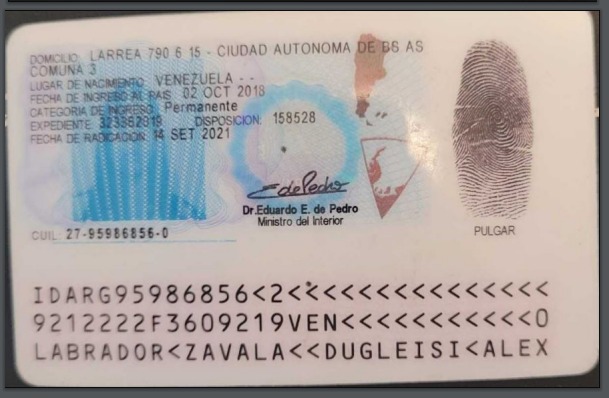 DOMICILIO: LARREA 790 6 15 - CIUDAD AUTONOMA DE BS AS
COMUNA 3
LUGAR DE NACIMIENTO: VENEZUELA - -
FECHA DE INGRESO AL PAIS 02 OCT 2018
CATEGORIA DE INGRESO: Permanente
EXPEDIENTE DISPOSICION: 158528
FECHA DE RADICACION: 14 SET 2021
EdePedro
Dr.Eduardo E. de Pedro
Ministro del Interior
PULGAR
CUIL: 27-95986856-0
IDARG95986856<2<<<<<<<<<<<<<<<
9212222F3609219VEN<<<<<<<<<<<0
LABRADOR<ZAVALA<<DUGLEISI<ALEX